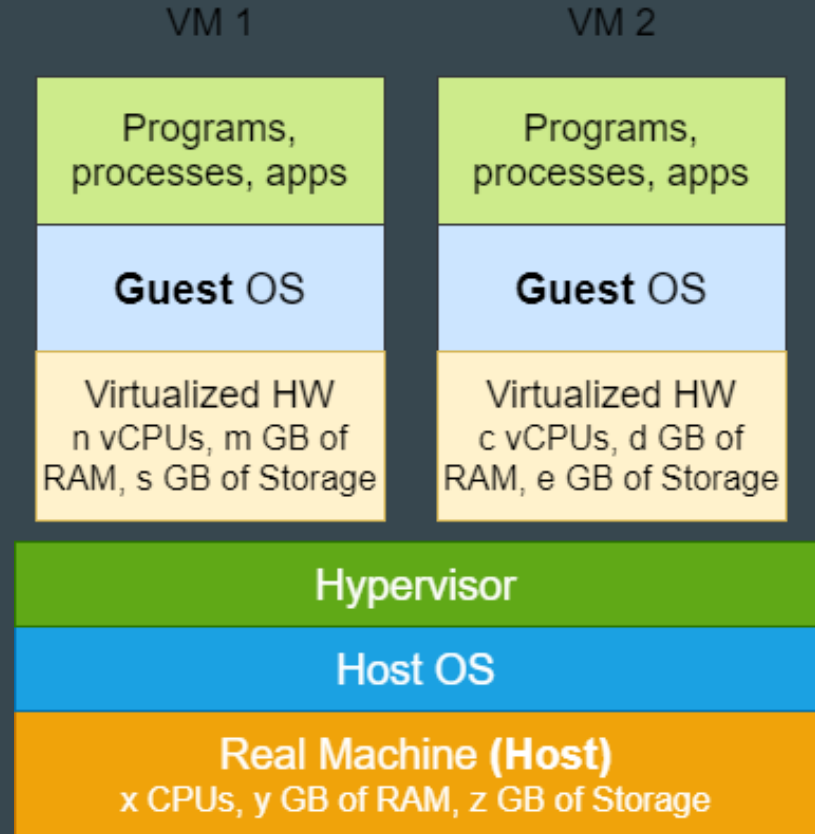 VM 1
VM 2
Programs,
processes, apps
Programs,
processes, apps
Guest OS
Guest OS
Virtualized HW
n vCPUs, m GB of
RAM, s GB of Storage
Virtualized HW
c vCPUs, d GB of
RAM, e GB of Storage
Hypervisor
Host OS
Real Machine (Host)
x CPUs, y GB of RAM, z GB of Storage